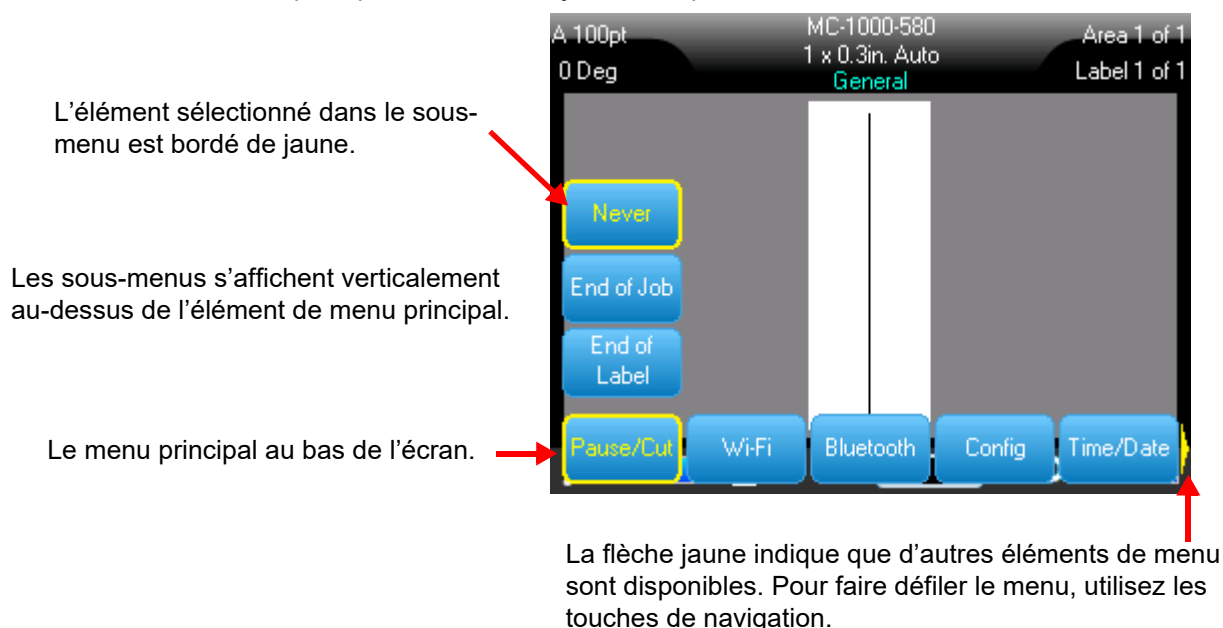 A 100pt
MC-1000-580
Area 1 of 1
0 Deg
1 x 0.3in. Auto
Label 1 of 1
General
L’élément sélectionné dans le sous-
menu est bordé de jaune.
Never
Les sous-menus s’affichent verticalement
au-dessus de l’élément de menu principal.
End of Job
End of
Label
Le menu principal au bas de l’écran.
Pause/Cut
Wi-Fi
Bluetooth
Config
Time/Date
La flèche jaune indique que d’autres éléments de menu
sont disponibles. Pour faire défiler le menu, utilisez les
touches de navigation.